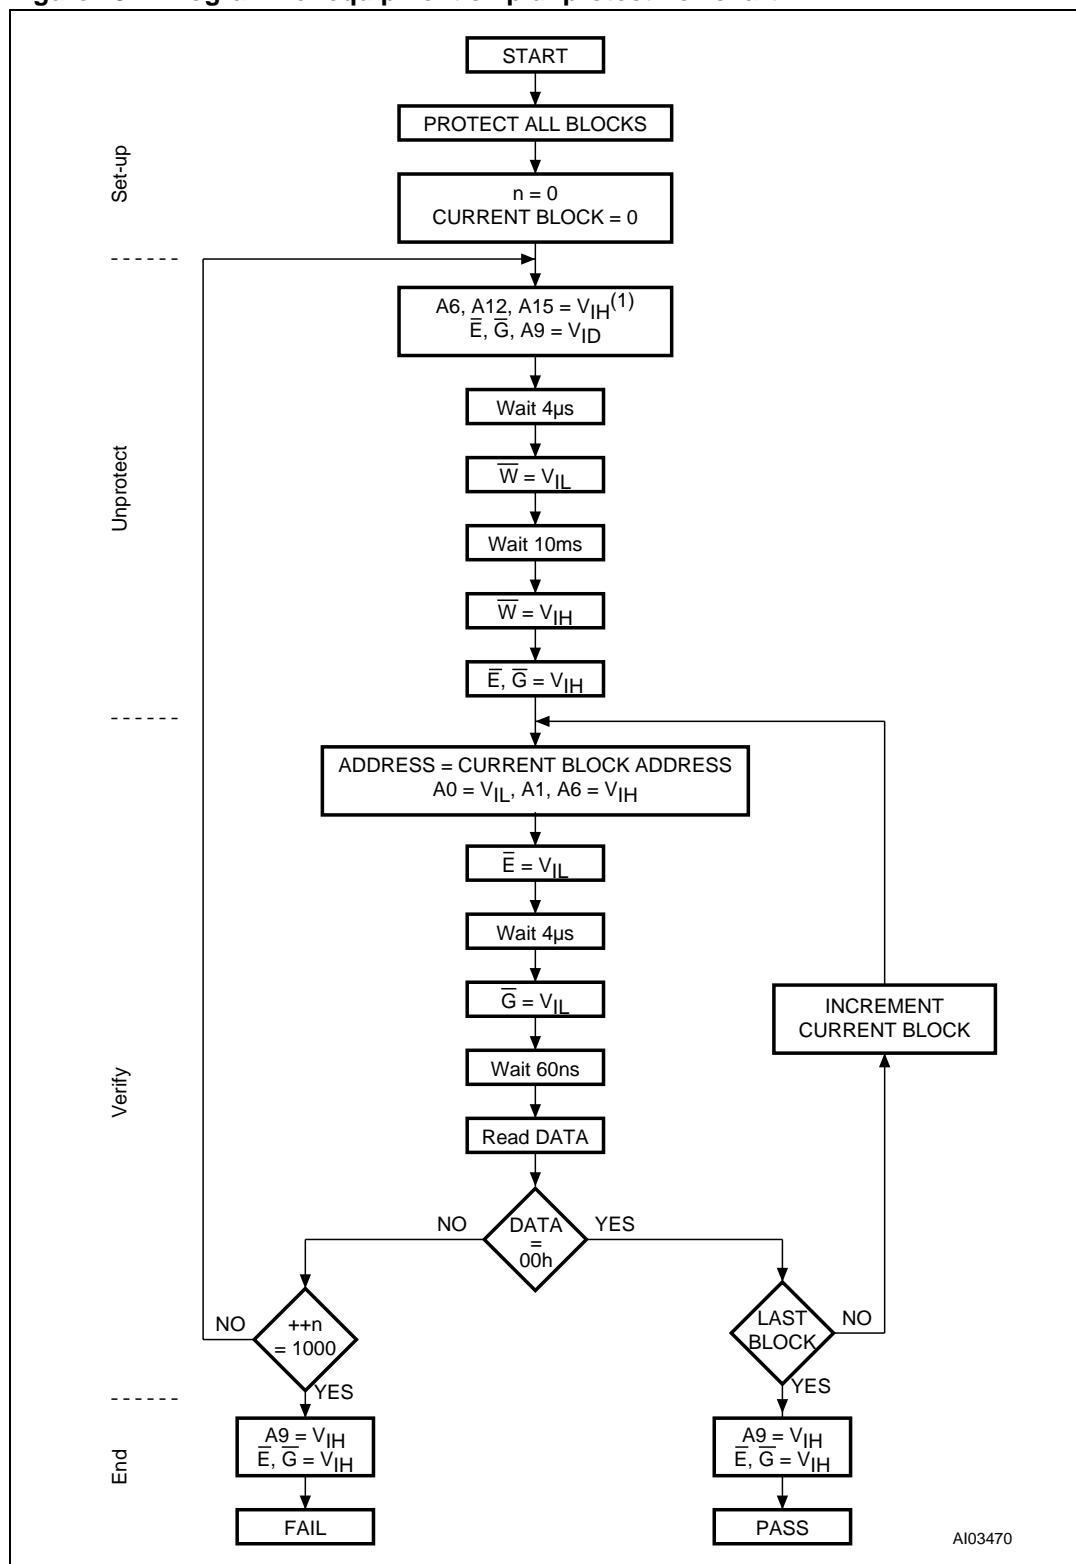 START
PROTECT ALL BLOCKS
Set-up
n = 0
CURRENT BLOCK = 0
A6, A12, A15 = VIH(1)
E̅, G̅, A9 = VID
Wait 4µs
Unprotect
W̅ = VIL
Wait 10ms
W̅ = VIH
E̅, G̅ = VIH
ADDRESS = CURRENT BLOCK ADDRESS
A0 = VIL, A1, A6 = VIH
E̅ = VIL
Wait 4µs
G̅ = VIL
INCREMENT
CURRENT BLOCK
Wait 60ns
Verify
Read DATA
NO
DATA
=
00h
YES
NO
++n
= 1000
YES
LAST
BLOCK
NO
YES
End
A9 = VIH
E̅, G̅ = VIH
A9 = VIH
E̅, G̅ = VIH
FAIL
PASS
AI03470